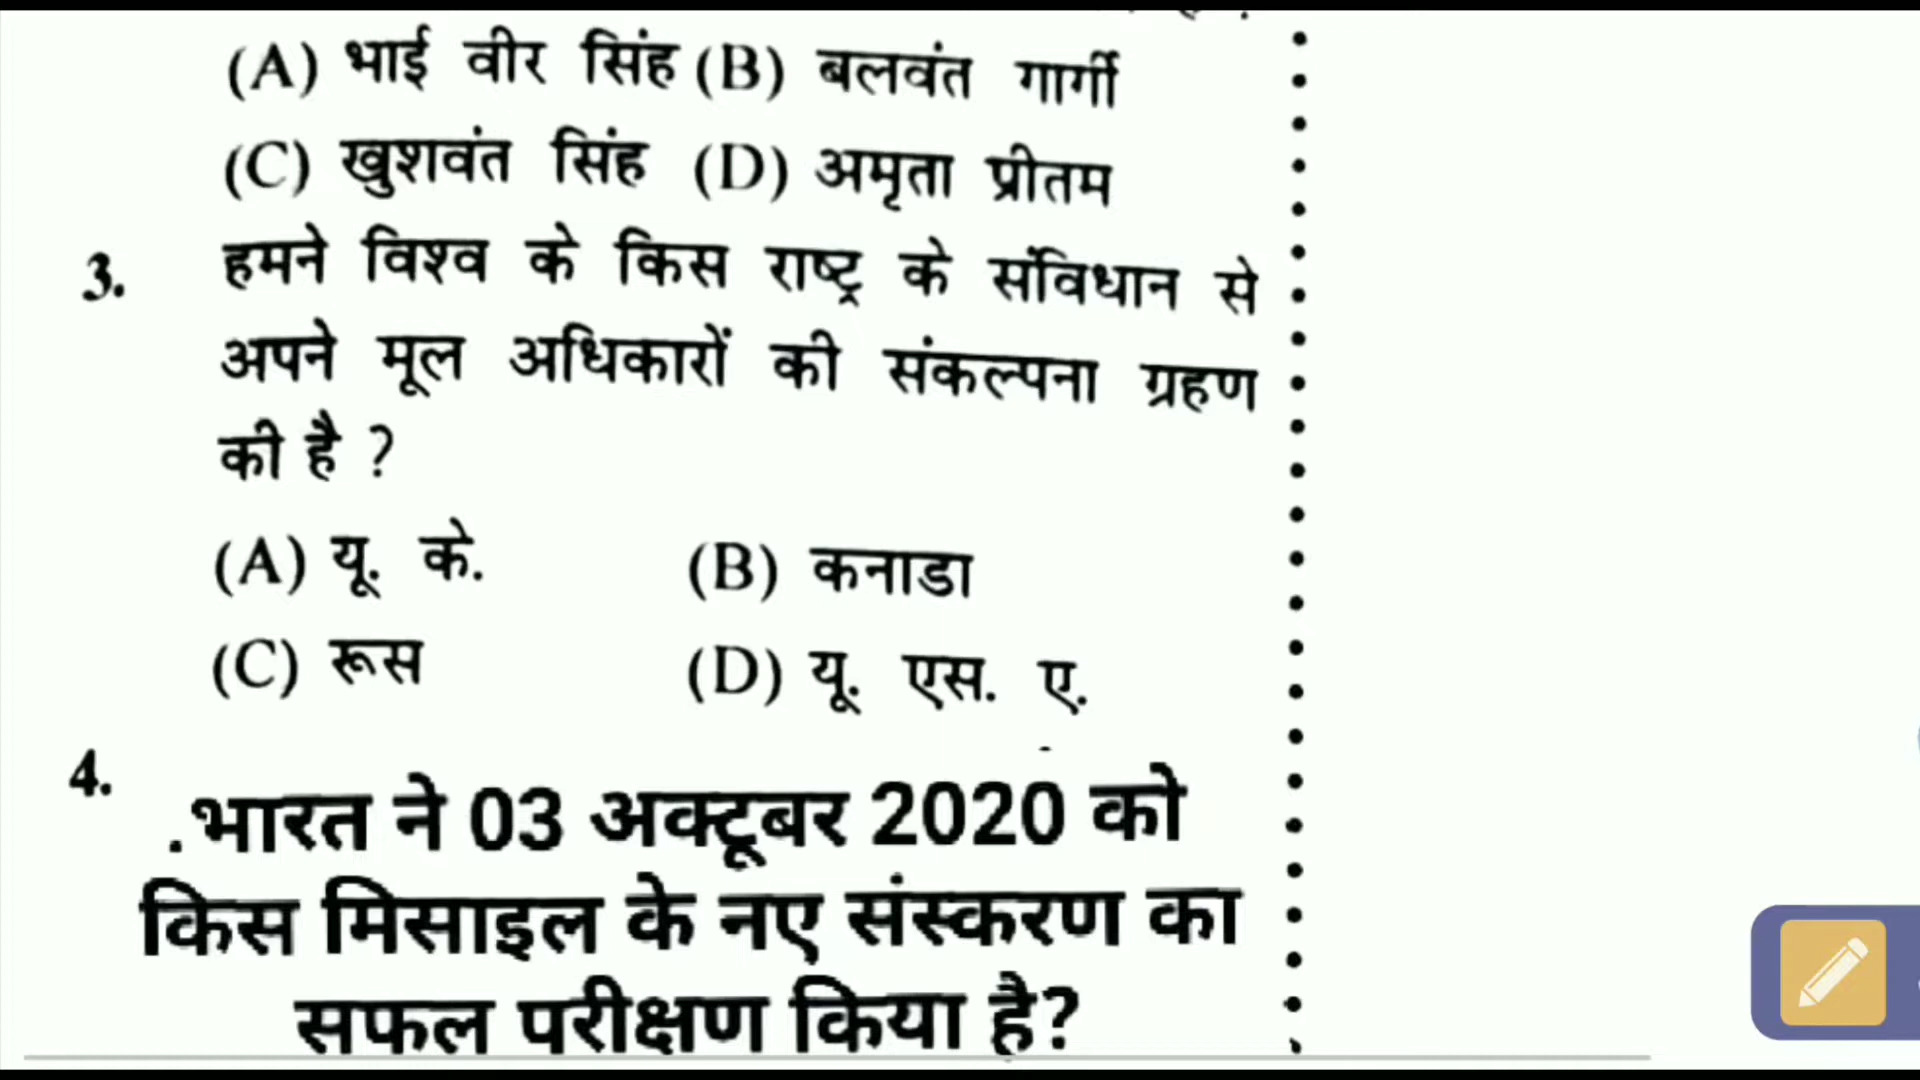 (A) भाई वीर सिंह (B) बलवंत गार्गी
(C) खुशवंत सिंह (D) अमृता प्रीतम
3. हमने विश्व के किस राष्ट्र के संविधान से
अपने मूल अधिकारों की संकल्पना ग्रहण
की है ?
(A) यू. के. (B) कनाडा
(C) रूस (D) यू. एस. ए.
4. .भारत ने 03 अक्टूबर 2020 को
किस मिसाइल के नए संस्करण का
सफल परीक्षण किया है?